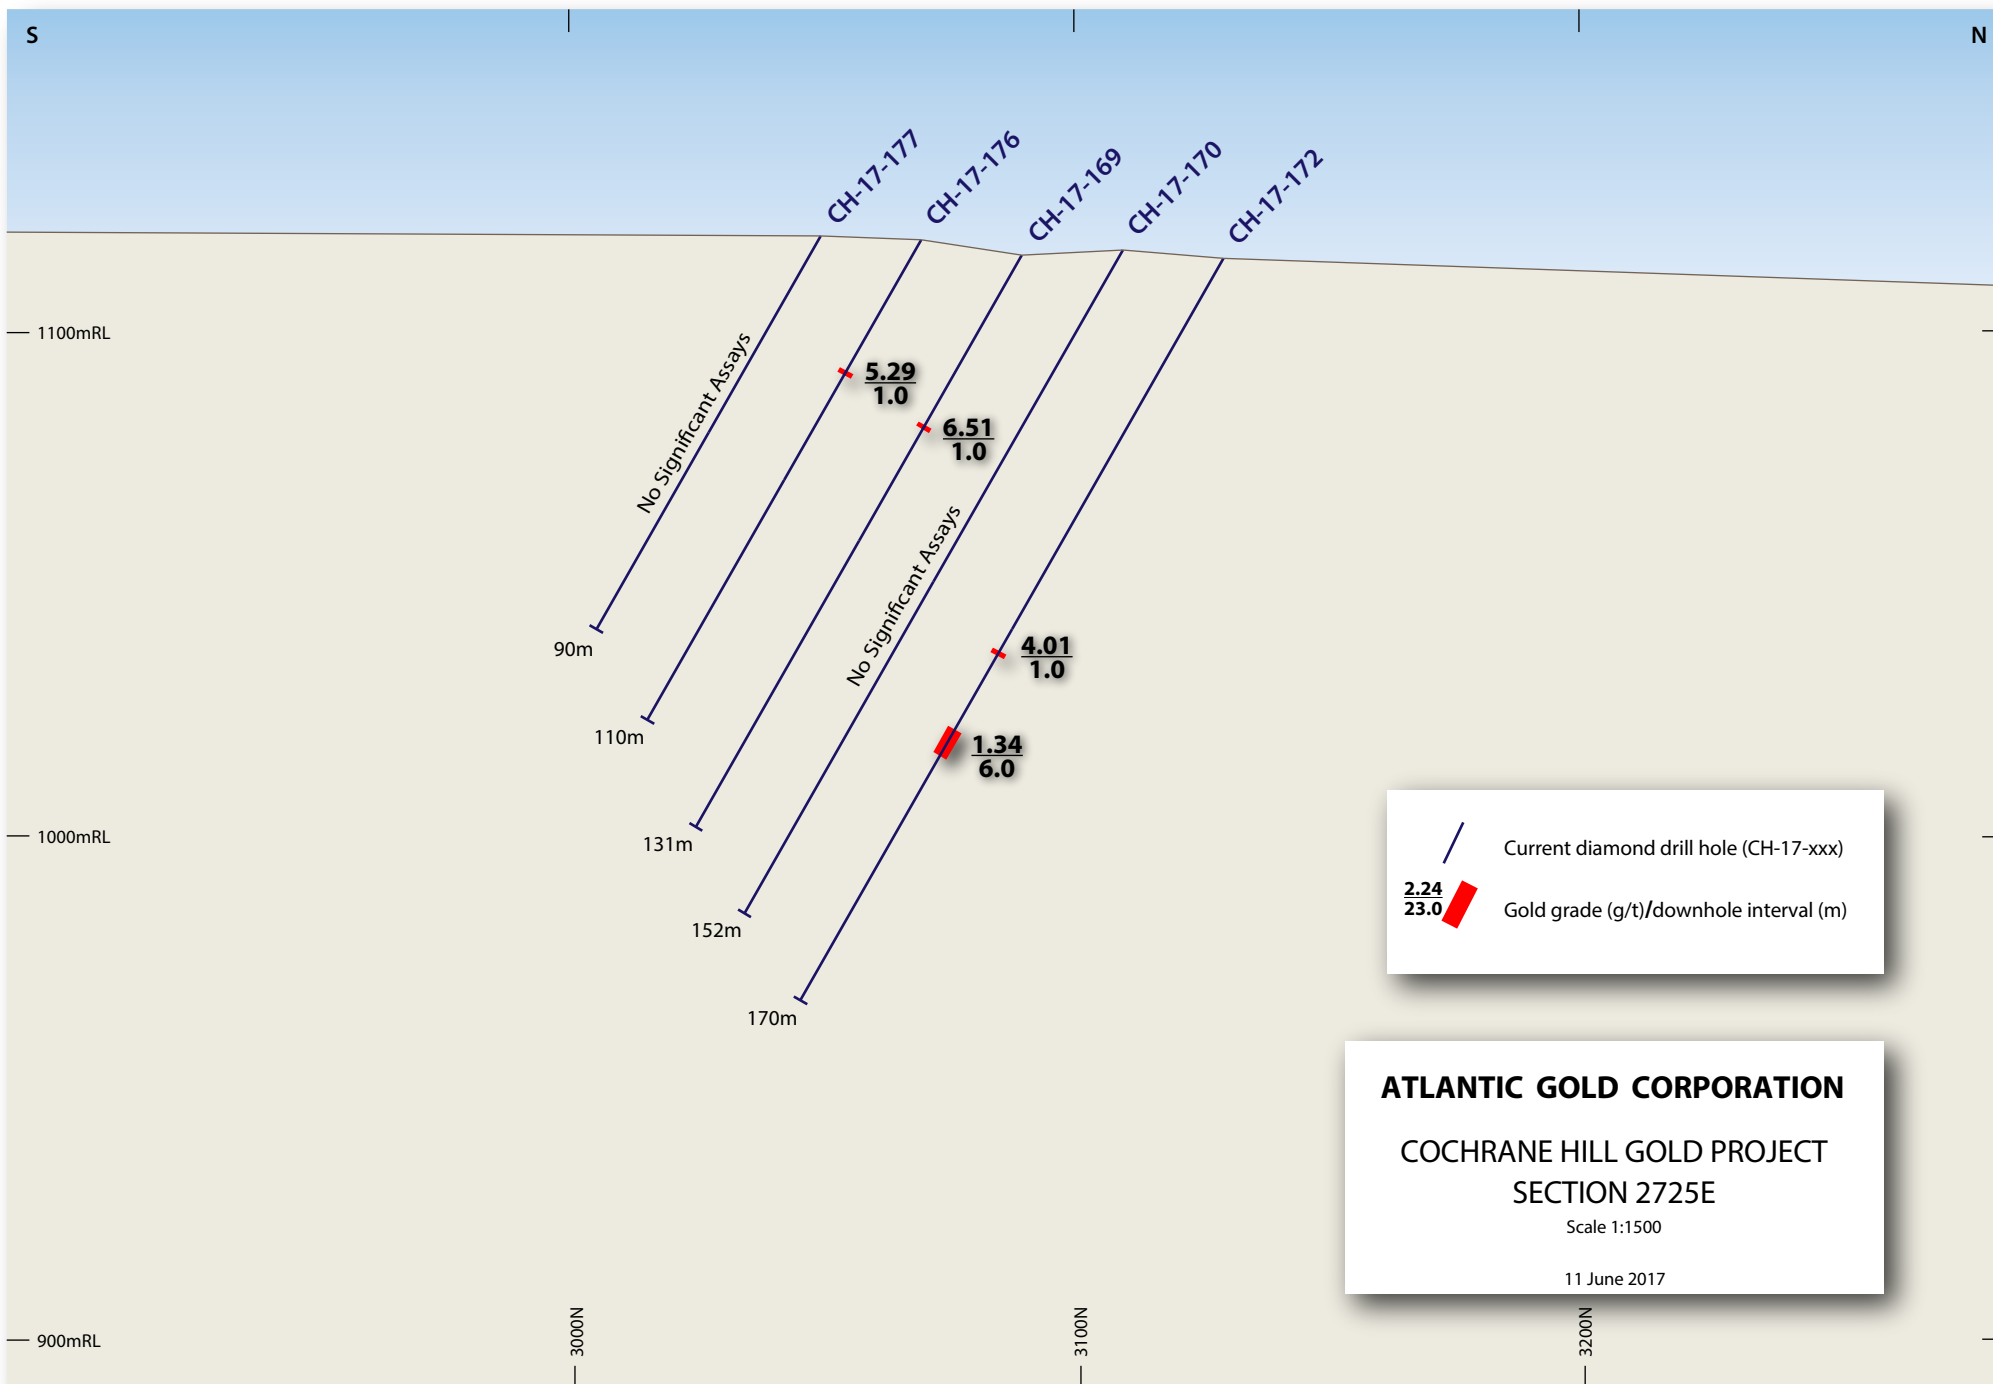 S
N
CH-17-177
CH-17-176
CH-17-169
CH-17-170
CH-17-172
1100mRL
No Significant Assays
5.29
1.0
6.51
1.0
No Significant Assays
90m
4.01
1.0
110m
1.34
6.0
1000mRL
131m
152m
170m
Current diamond drill hole (CH-17-xxx)
2.24
23.0
Gold grade (g/t)/downhole interval (m)
ATLANTIC GOLD CORPORATION
COCHRANE HILL GOLD PROJECT
SECTION 2725E
Scale 1:1500
11 June 2017
900mRL
3000N
3100N
3200N